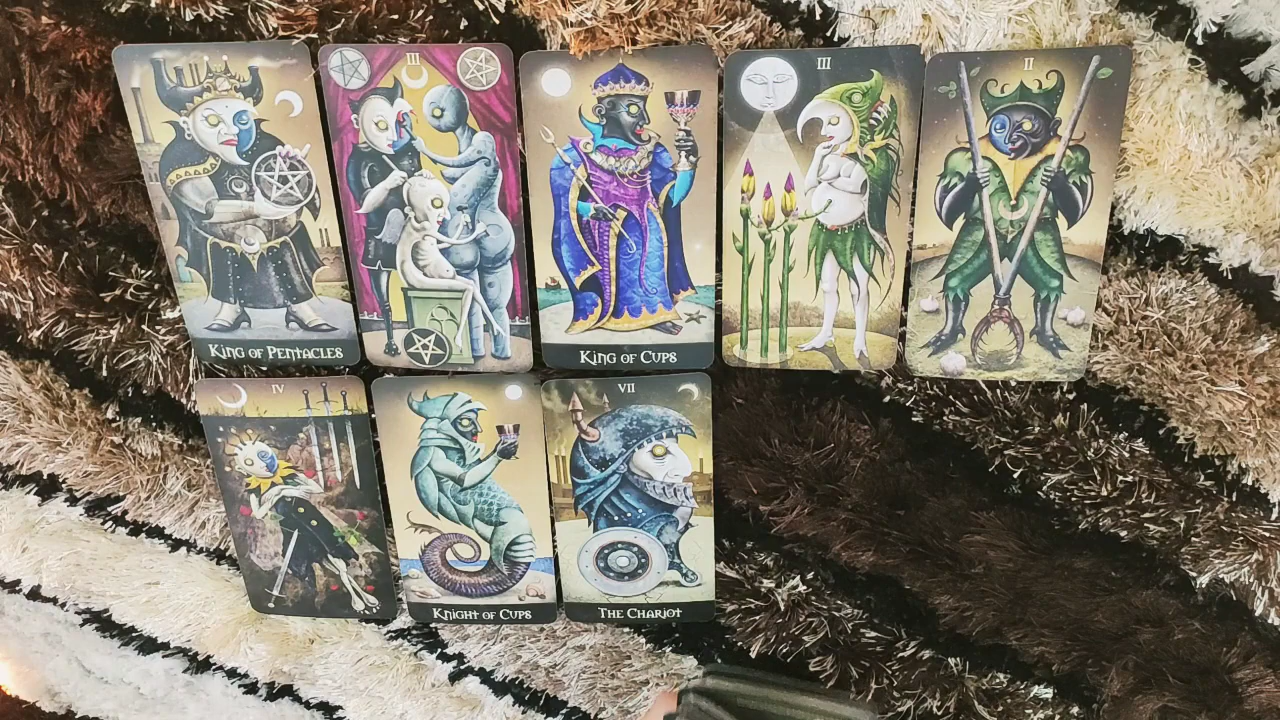 KING OF PENTACLES
III
KING OF CUPS
III
II
IV
KNIGHT OF CUPS
VII
THE CHARIOT